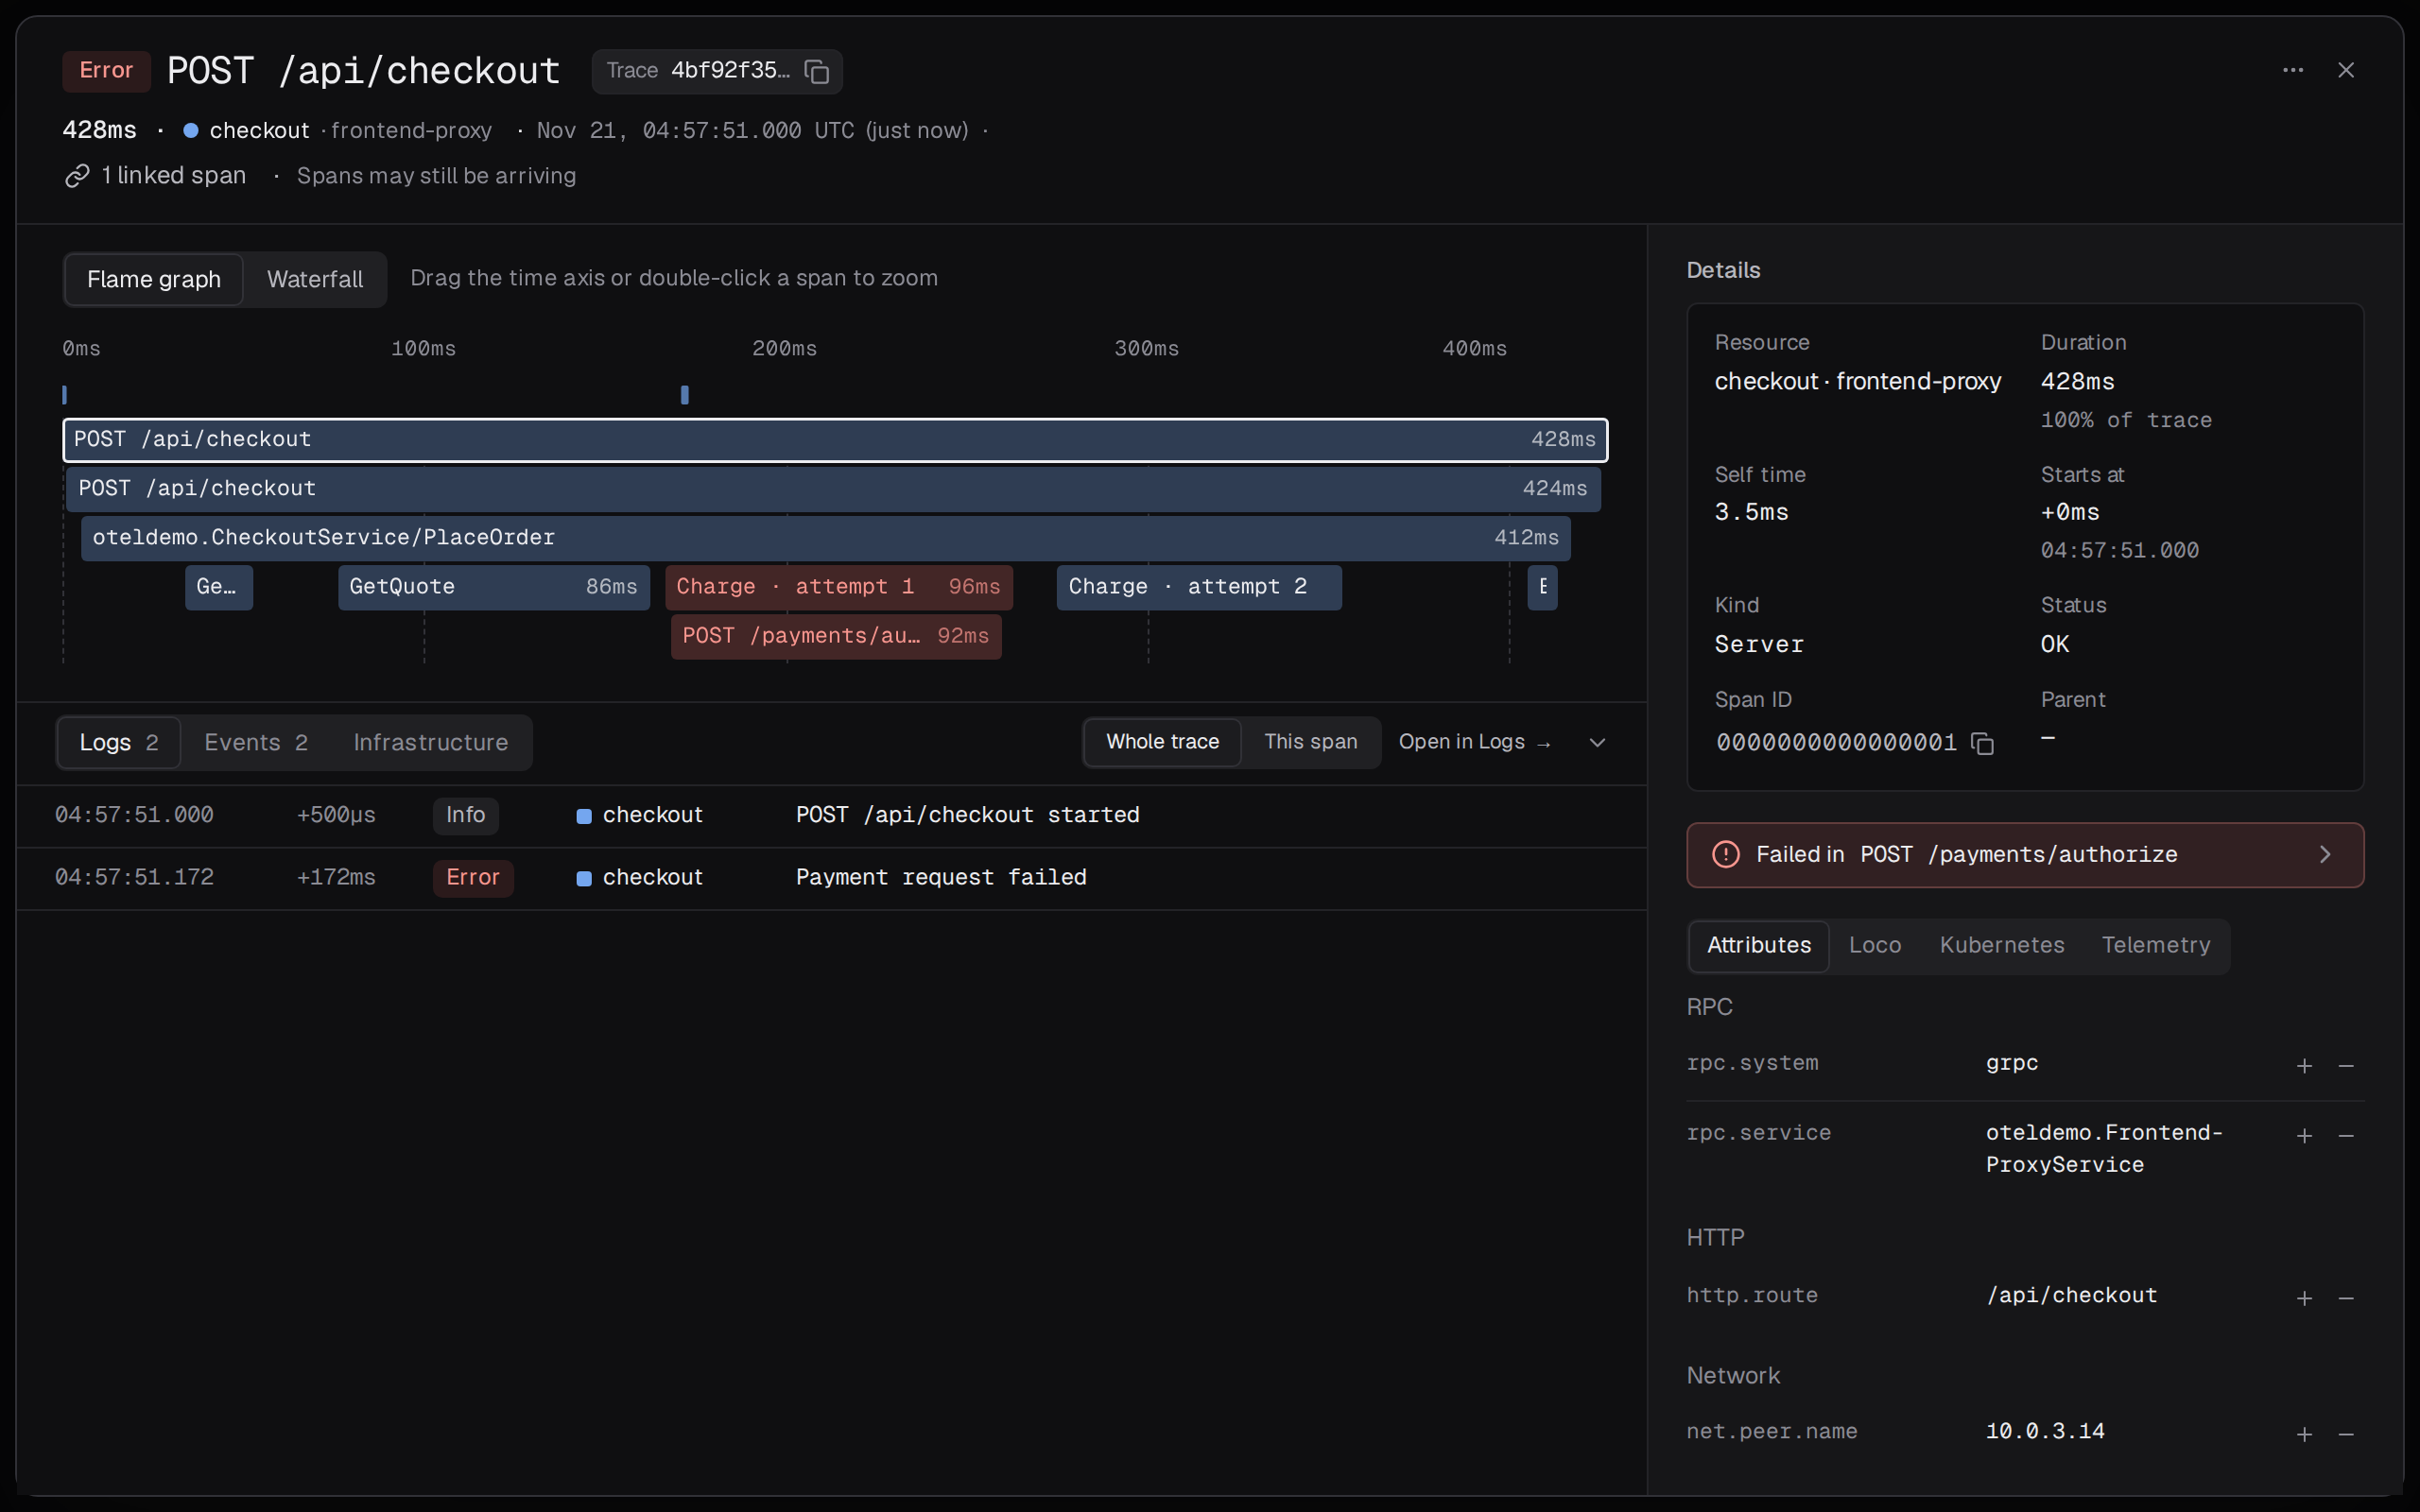 Error POST /api/checkout Trace 4bf92f35…
428ms · checkout · frontend-proxy · Nov 21, 04:57:51.000 UTC (just now) ·
1 linked span · Spans may still be arriving
Flame graph Waterfall Drag the time axis or double-click a span to zoom
0ms 100ms 200ms 300ms 400ms
POST /api/checkout 428ms
POST /api/checkout 424ms
oteldemo.CheckoutService/PlaceOrder 412ms
Ge… GetQuote 86ms Charge · attempt 1 96ms Charge · attempt 2
POST /payments/au… 92ms
Logs 2 Events 2 Infrastructure Whole trace This span Open in Logs →
04:57:51.000 +500µs Info checkout POST /api/checkout started
04:57:51.172 +172ms Error checkout Payment request failed
Details
Resource Duration
checkout · frontend-proxy 428ms
100% of trace
Self time Starts at
3.5ms +0ms
04:57:51.000
Kind Status
Server OK
Span ID Parent
0000000000000001 –
Failed in POST /payments/authorize
Attributes Loco Kubernetes Telemetry
RPC
rpc.system grpc
rpc.service oteldemo.Frontend-
ProxyService
HTTP
http.route /api/checkout
Network
net.peer.name 10.0.3.14